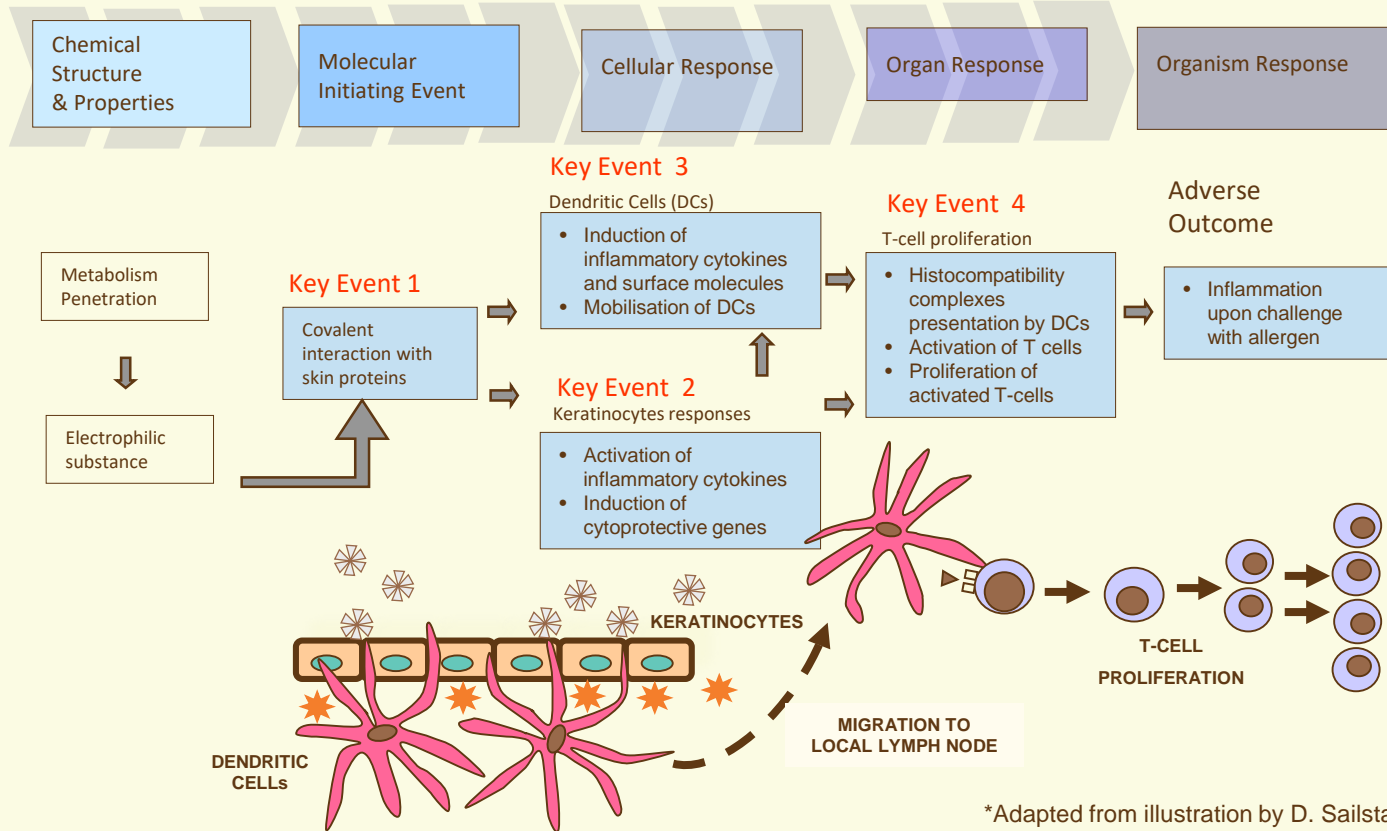 Chemical
Structure
& Properties
Molecular
Initiating Event
Cellular Response
Organ Response
Organism Response
Metabolism
Penetration
Electrophilic
substance
Key Event 1
Covalent
interaction with
skin proteins
Key Event 3
Dendritic Cells (DCs)
• Induction of
inflammatory cytokines
and surface molecules
• Mobilisation of DCs
Key Event 2
Keratinocytes responses
• Activation of
inflammatory cytokines
• Induction of
cytoprotective genes
Key Event 4
T-cell proliferation
• Histocompatibility
complexes
presentation by DCs
• Activation of T cells
• Proliferation of
activated T-cells
Adverse
Outcome
• Inflammation
upon challenge
with allergen
KERATINOCYTES
DENDRITIC
CELLs
MIGRATION TO
LOCAL LYMPH NODE
T-CELL
PROLIFERATION
*Adapted from illustration by D.